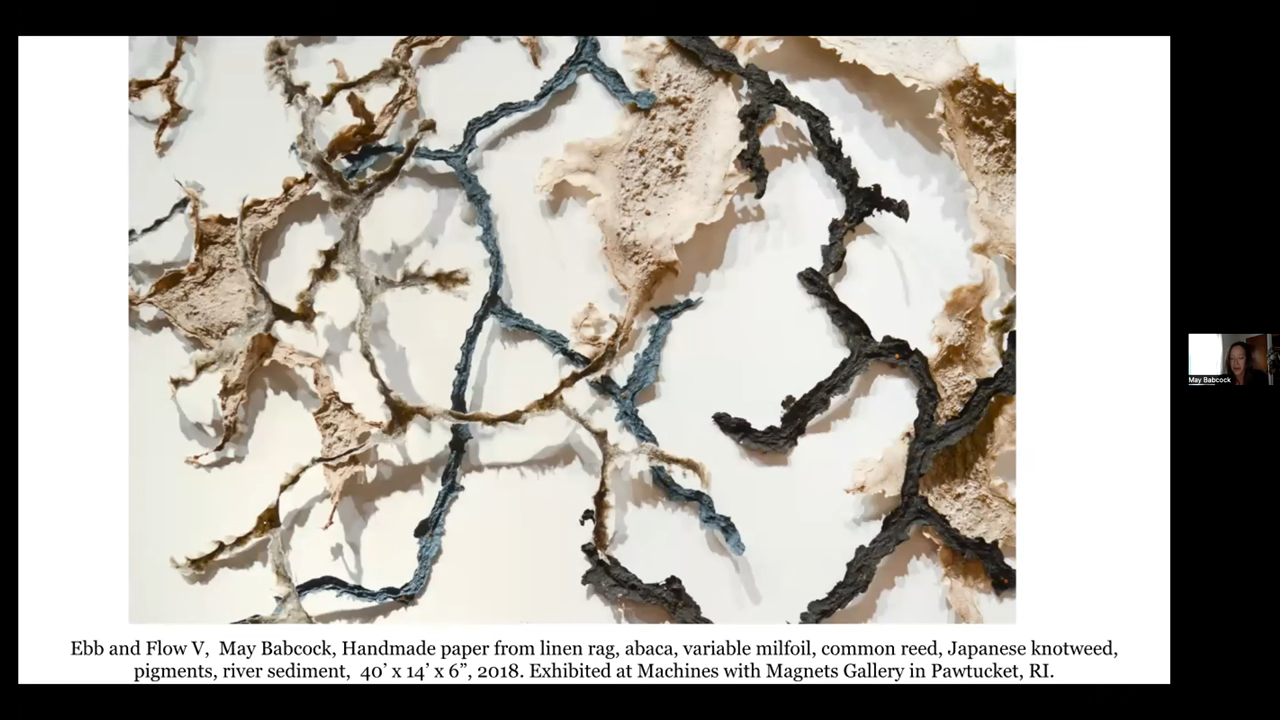 May Babcock
Ebb and Flow V, May Babcock, Handmade paper from linen rag, abaca, variable milfoil, common reed, Japanese knotweed,
pigments, river sediment, 40’ x 14’ x 6”, 2018. Exhibited at Machines with Magnets Gallery in Pawtucket, RI.